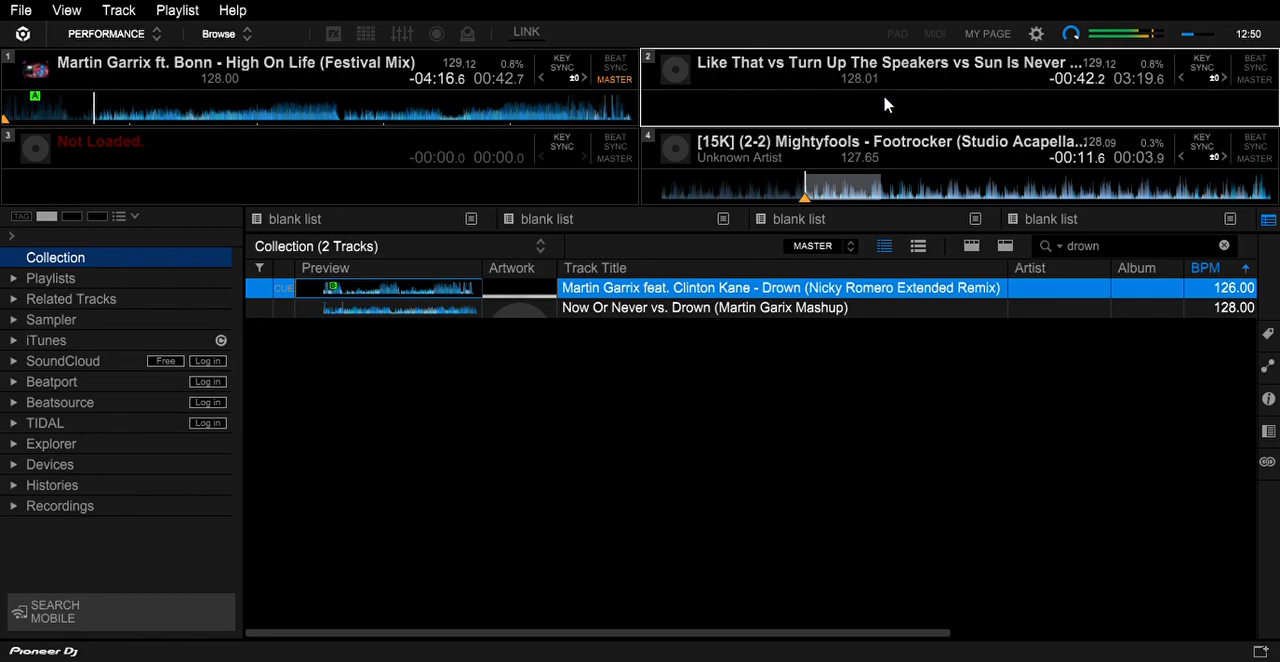 File View Track Playlist Help
PERFORMANCE Browse LINK PAD MIDI MY PAGE 12:50
1 Martin Garrix ft. Bonn - High On Life (Festival Mix) 129.12 0.8% KEY SYNC BEAT SYNC
128.00 -04:16.6 00:42.7 ±0 MASTER
A
2 Like That vs Turn Up The Speakers vs Sun Is Never ... 129.12 0.8% KEY SYNC BEAT SYNC
128.01 -00:42.2 03:19.6 ±0 MASTER
3 Not Loaded. KEY SYNC BEAT SYNC
-00:00.0 00:00.0 MASTER
4 [15K] (2-2) Mightyfools - Footrocker (Studio Acapella... 128.09 0.3% KEY SYNC BEAT SYNC
Unknown Artist 127.65 -00:11.6 00:03.9 ±0 MASTER
TAG
blank list blank list blank list blank list
Collection
Playlists
Related Tracks
Sampler
iTunes
SoundCloud Free Log in
Beatport Log in
Beatsource Log in
TIDAL Log in
Explorer
Devices
Histories
Recordings
SEARCH
MOBILE
Collection (2 Tracks) MASTER drown
Preview Artwork Track Title Artist Album BPM
CUE B Martin Garrix feat. Clinton Kane - Drown (Nicky Romero Extended Remix) 126.00
Now Or Never vs. Drown (Martin Garix Mashup) 128.00
Pioneer Dj